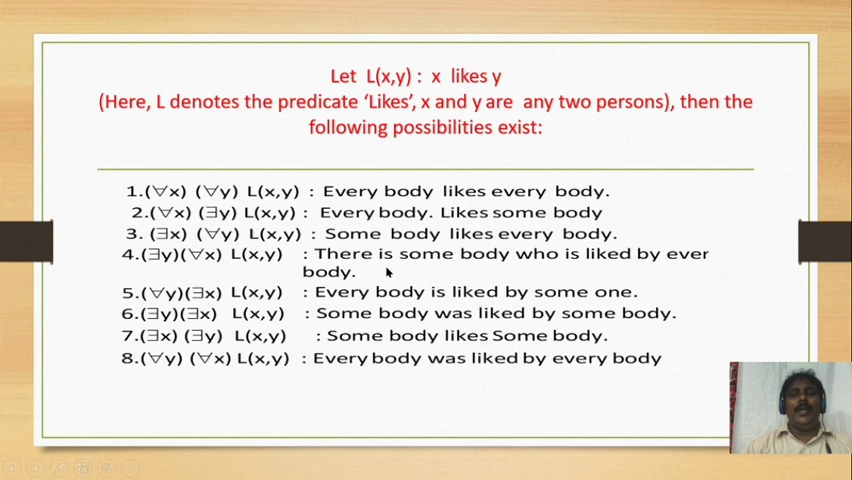 Let L(x,y) : x likes y
(Here, L denotes the predicate ‘Likes’, x and y are any two persons), then the
following possibilities exist:
1.(∀x) (∀y) L(x,y) : Every body likes every body.
2.(∀x) (∃y) L(x,y) : Every body. Likes some body
3. (∃x) (∀y) L(x,y) : Some body likes every body.
4.(∃y)(∀x) L(x,y) : There is some body who is liked by ever
body.
5.(∀y)(∃x) L(x,y) : Every body is liked by some one.
6.(∃y)(∃x) L(x,y) : Some body was liked by some body.
7.(∃x) (∃y) L(x,y) : Some body likes Some body.
8.(∀y) (∀x) L(x,y) : Every body was liked by every body